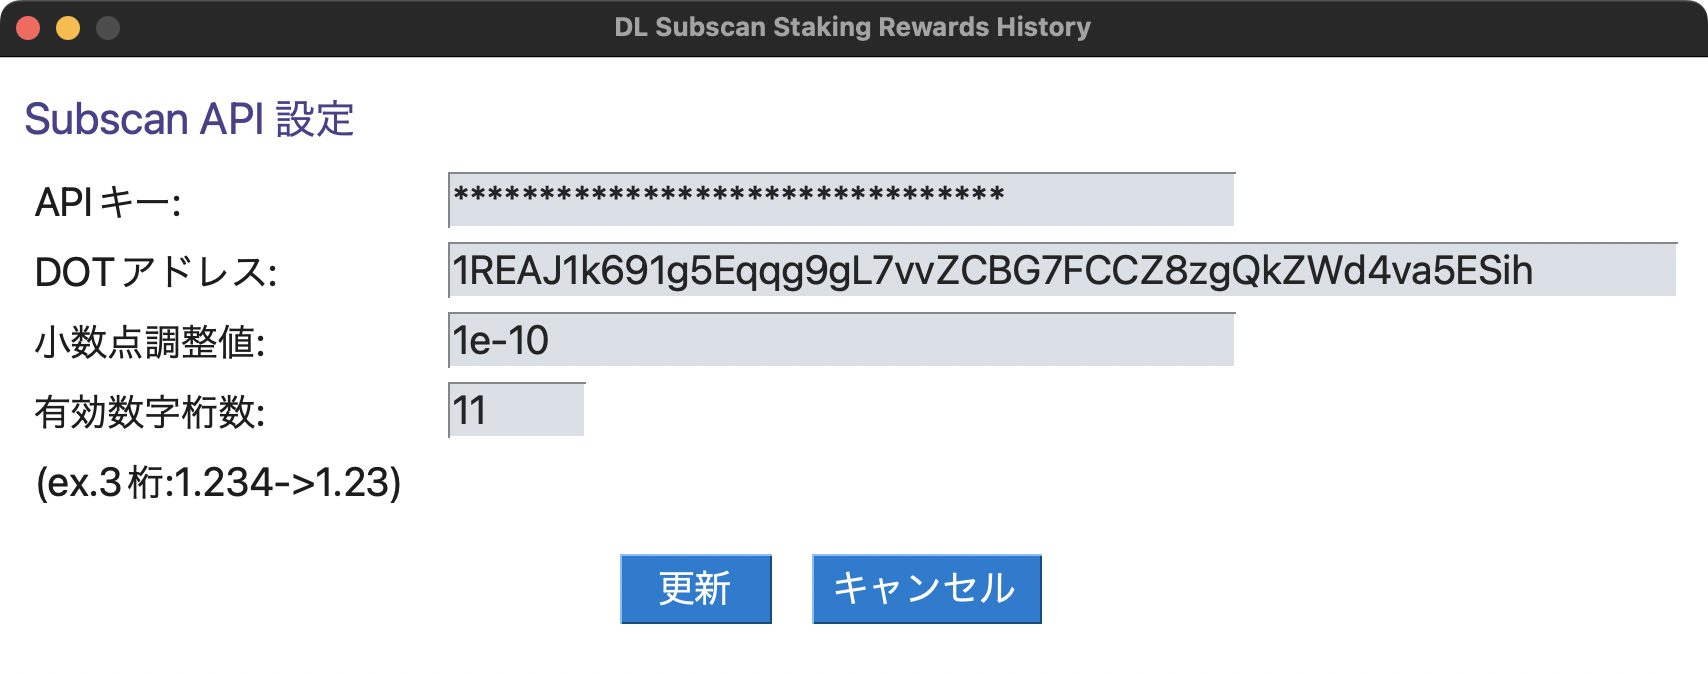 DL Subscan Staking Rewards History
Subscan API 設定
APIキー: *********************************
DOTアドレス: 1REAJ1k691g5Eqqg9gL7vvZCBG7FCCZ8zgQkZWd4va5ESih
小数点調整値: 1e-10
有効数字桁数: 11
(ex.3桁:1.234->1.23)
更新 キャンセル